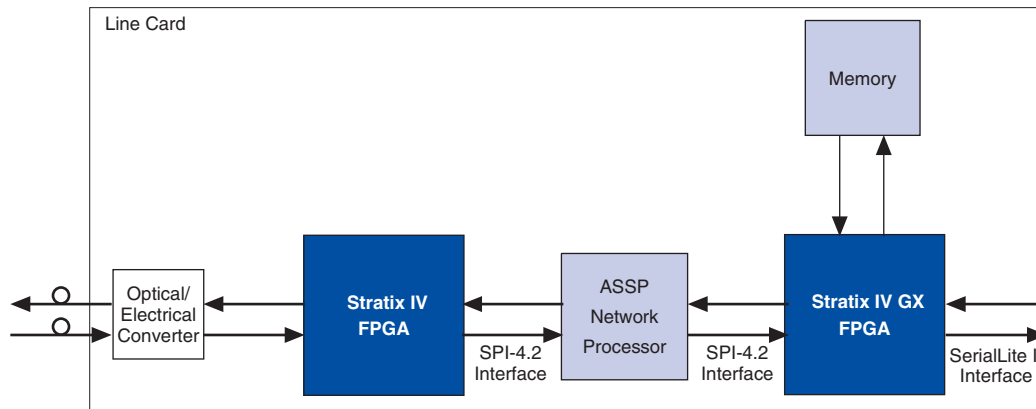 Line Card
Memory
Optical/
Electrical
Converter
Stratix IV
FPGA
SPI-4.2
Interface
ASSP
Network
Processor
SPI-4.2
Interface
Stratix IV GX
FPGA
SerialLite
Interface